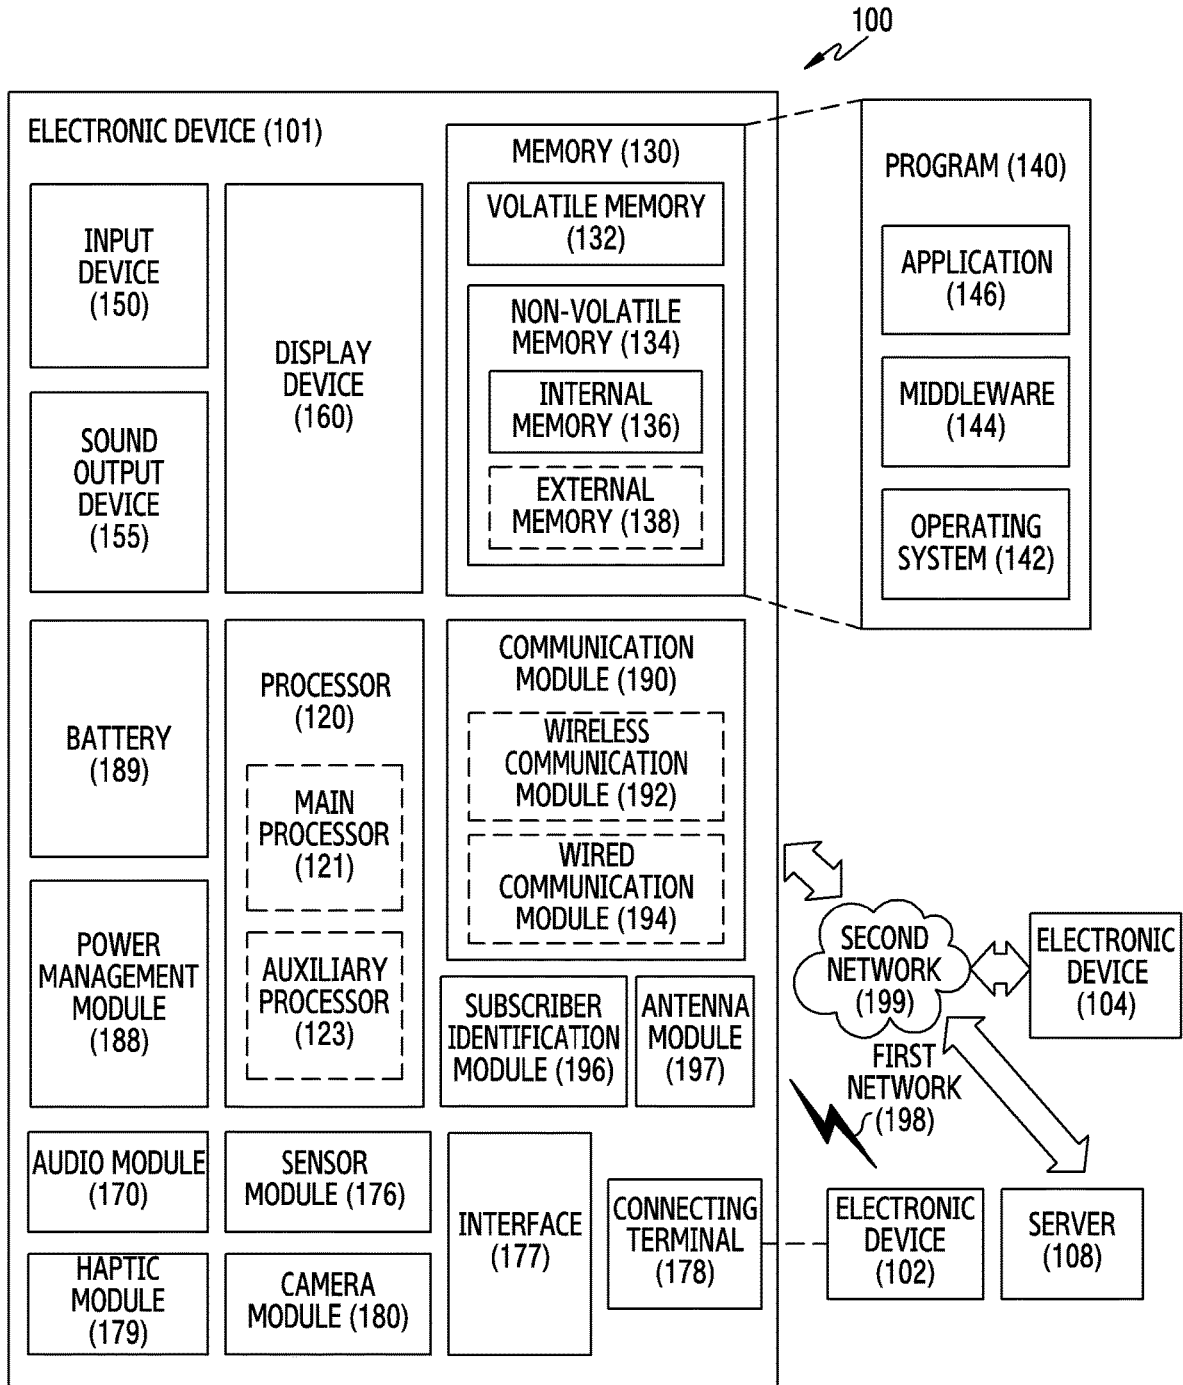 100
ELECTRONIC DEVICE (101)
INPUT
DEVICE
(150)
SOUND
OUTPUT
DEVICE
(155)
DISPLAY
DEVICE
(160)
MEMORY (130)
VOLATILE MEMORY
(132)
NON-VOLATILE
MEMORY (134)
INTERNAL
MEMORY (136)
EXTERNAL
MEMORY (138)
PROGRAM (140)
APPLICATION
(146)
MIDDLEWARE
(144)
OPERATING
SYSTEM (142)
BATTERY
(189)
POWER
MANAGEMENT
MODULE
(188)
PROCESSOR
(120)
MAIN
PROCESSOR
(121)
AUXILIARY
PROCESSOR
(123)
COMMUNICATION
MODULE (190)
WIRELESS
COMMUNICATION
MODULE (192)
WIRED
COMMUNICATION
MODULE (194)
SUBSCRIBER
IDENTIFICATION
MODULE (196)
ANTENNA
MODULE
(197)
SECOND
NETWORK
(199)
ELECTRONIC
DEVICE
(104)
FIRST
NETWORK
(198)
AUDIO MODULE
(170)
SENSOR
MODULE (176)
HAPTIC
MODULE
(179)
CAMERA
MODULE (180)
INTERFACE
(177)
CONNECTING
TERMINAL
(178)
ELECTRONIC
DEVICE
(102)
SERVER
(108)